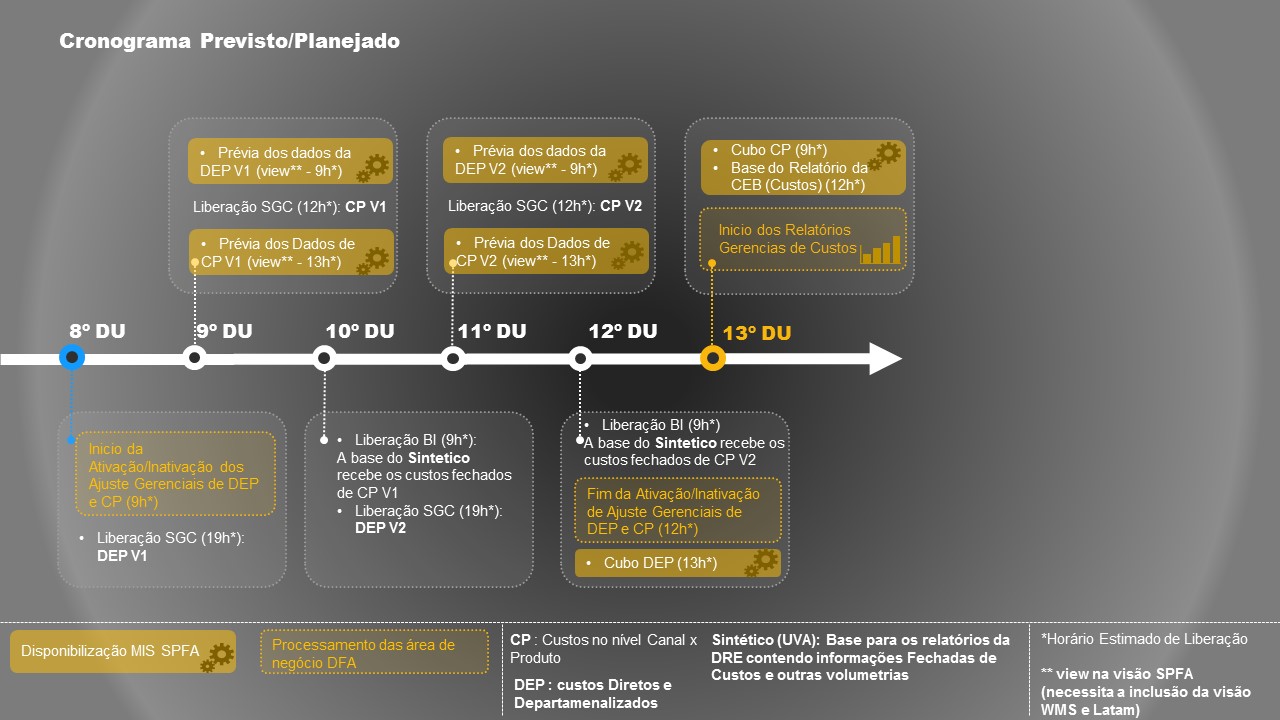 Cronograma Previsto/Planejado
• Prévia dos dados da
DEP V1 (view** - 9h*)
Liberação SGC (12h*): CP V1
• Prévia dos Dados de
CP V1 (view** - 13h*)
• Prévia dos dados da
DEP V2 (view** - 9h*)
Liberação SGC (12h*): CP V2
• Prévia dos Dados de
CP V2 (view** - 13h*)
• Cubo CP (9h*)
• Base do Relatório da
CEB (Custos) (12h*)
Inicio dos Relatórios
Gerencias de Custos
8º DU
9º DU
10º DU
11º DU
12º DU
13º DU
Inicio da
Ativação/Inativação dos
Ajuste Gerenciais de DEP
e CP (9h*)
• Liberação SGC (19h*):
DEP V1
• Liberação BI (9h*):
A base do Sintetico
recebe os custos fechados
de CP V1
• Liberação SGC (19h*):
DEP V2
• Liberação BI (9h*)
A base do Sintetico recebe os
custos fechados de CP V2
Fim da Ativação/Inativação
de Ajuste Gerenciais de
DEP e CP (12h*)
• Cubo DEP (13h*)
Disponibilização MIS SPFA
Processamento das área de
negócio DFA
CP : Custos no nível Canal x
Produto
DEP : custos Diretos e
Departamenalizados
Sintético (UVA): Base para os relatórios da
DRE contendo informações Fechadas de
Custos e outras volumetrias
*Horário Estimado de Liberação
** view na visão SPFA
(necessita a inclusão da visão
WMS e Latam)